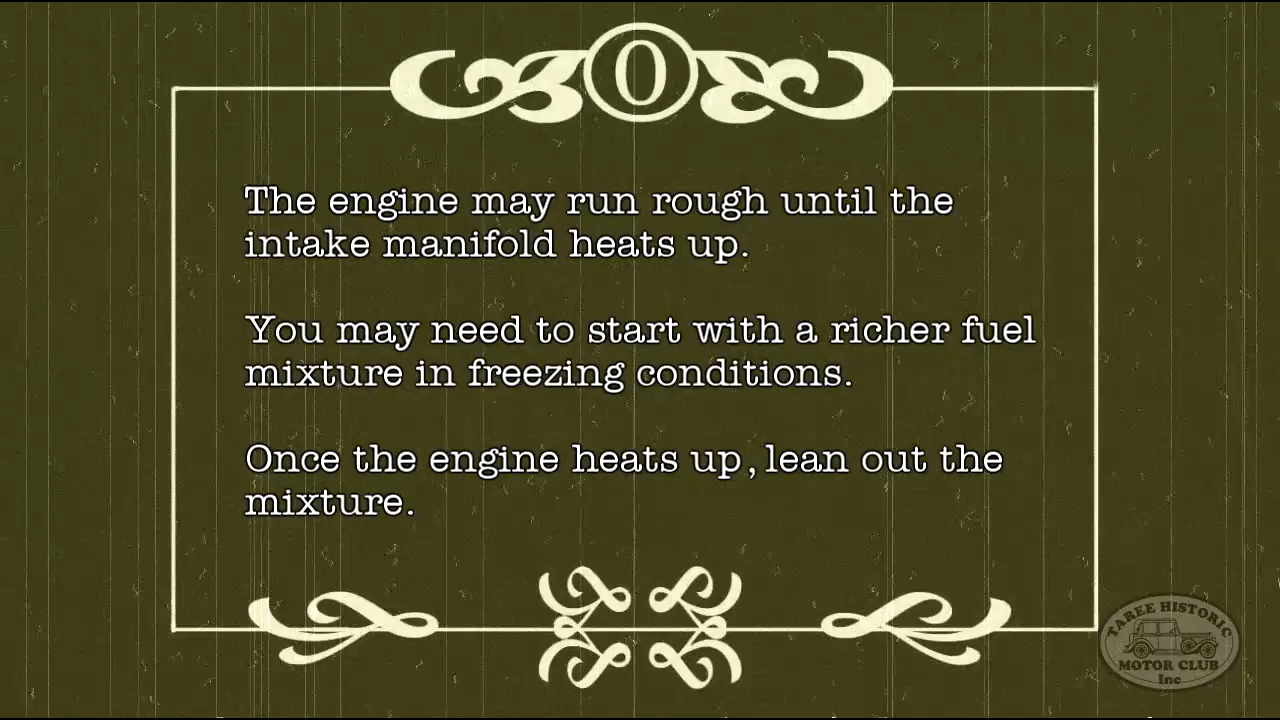 O
The engine may run rough until the
intake manifold heats up.
You may need to start with a richer fuel
mixture in freezing conditions.
Once the engine heats up, lean out the
mixture.
TAREE HISTORIC
MOTOR CLUB
Inc